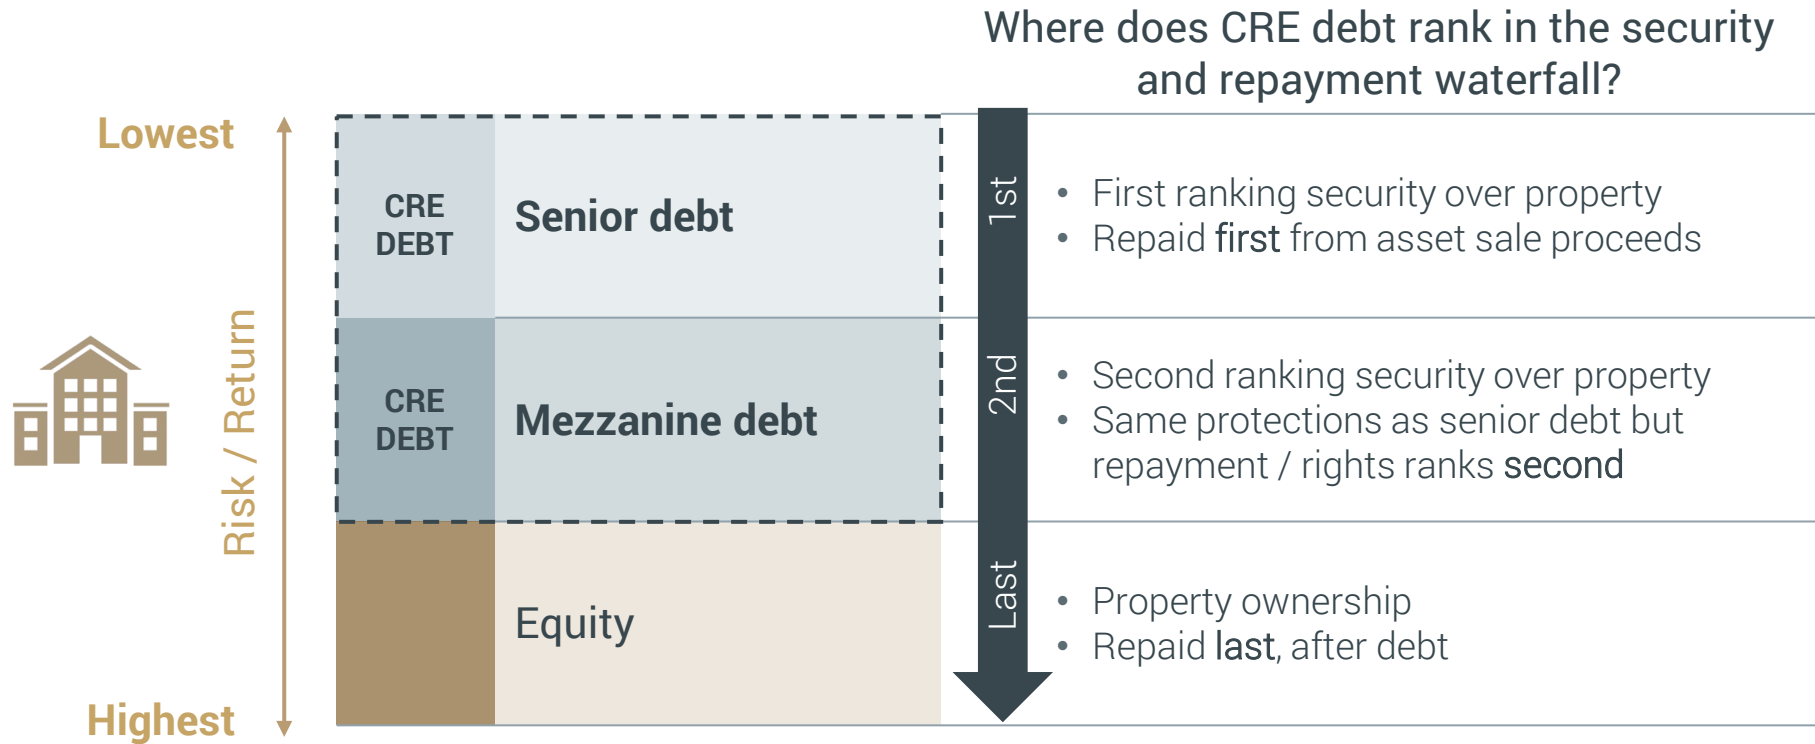 Where does CRE debt rank in the security
and repayment waterfall?
Lowest
Risk / Return
Highest
CRE
DEBT
Senior debt
1st
• First ranking security over property
• Repaid first from asset sale proceeds
CRE
DEBT
Mezzanine debt
2nd
• Second ranking security over property
• Same protections as senior debt but
repayment / rights ranks second
Equity
Last
• Property ownership
• Repaid last, after debt